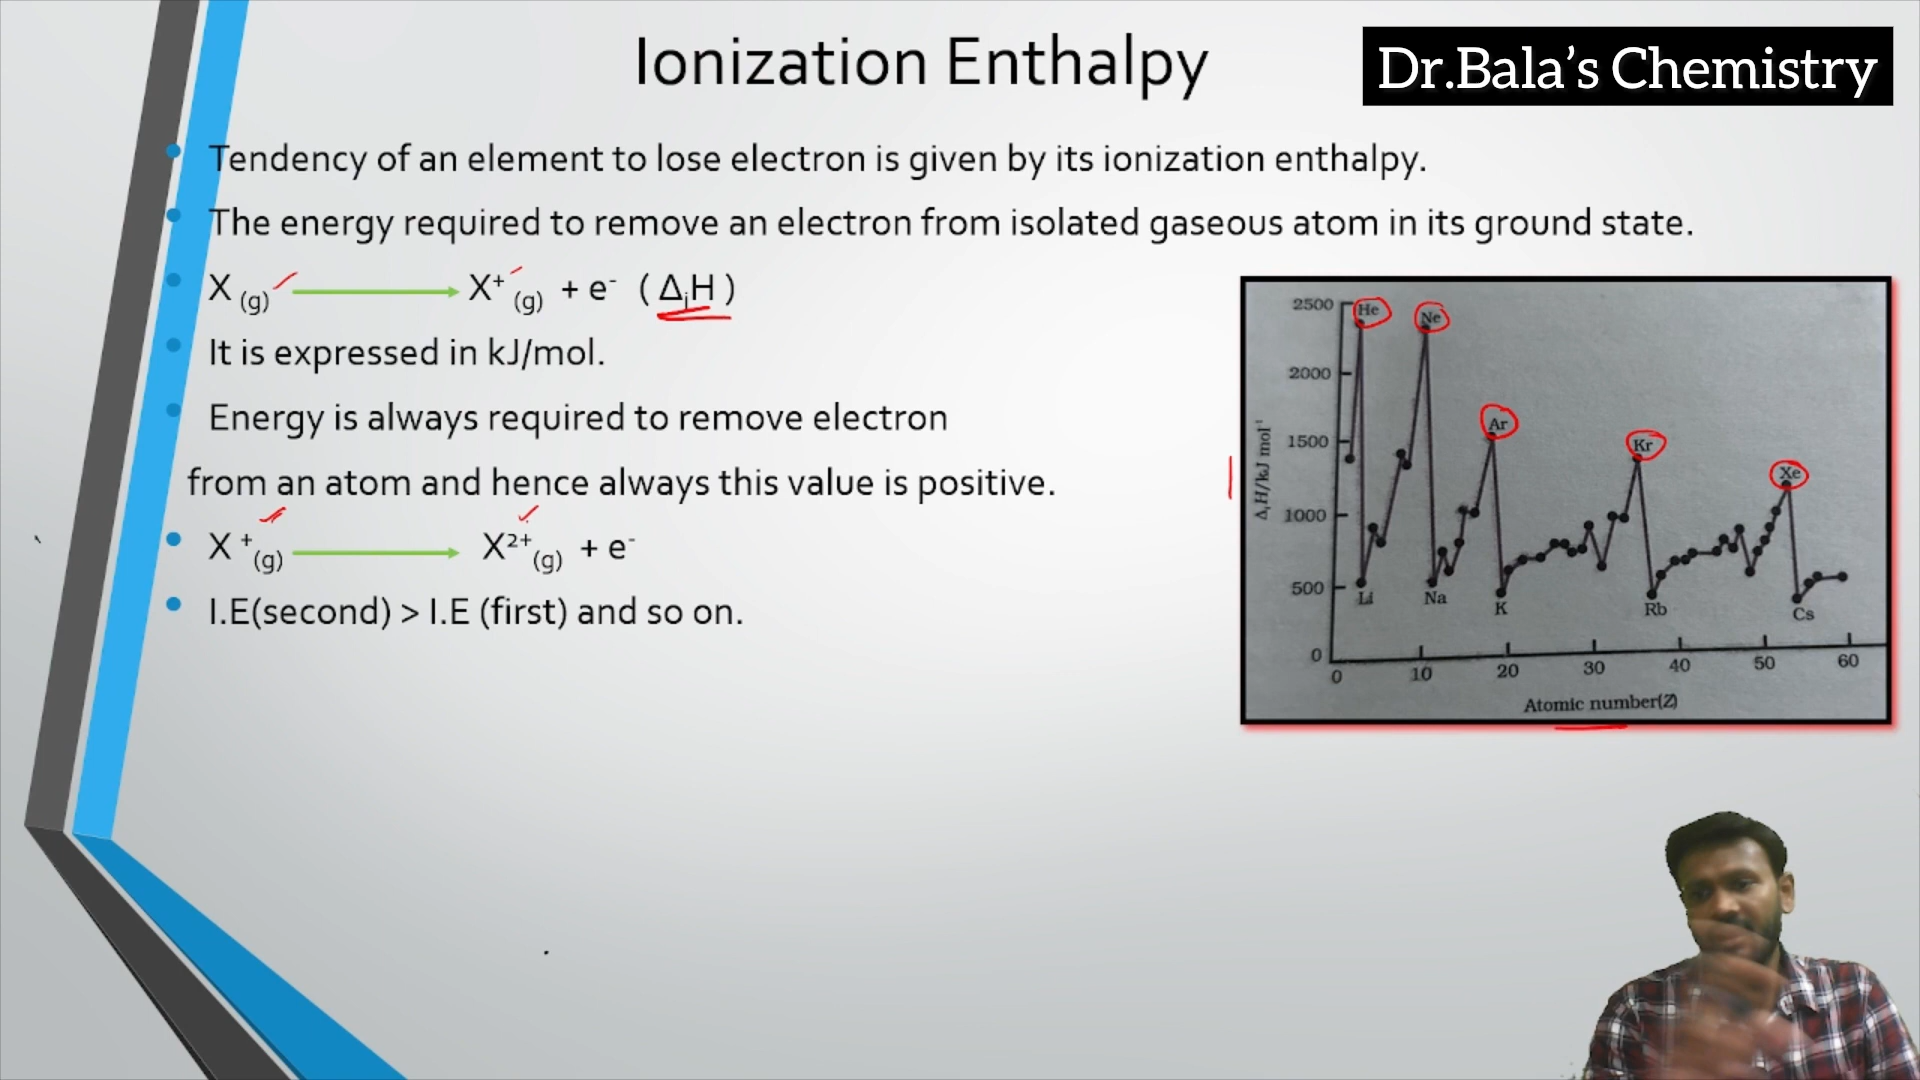 Ionization Enthalpy
Dr.Bala's Chemistry
Tendency of an element to lose electron is given by its ionization enthalpy.
The energy required to remove an electron from isolated gaseous atom in its ground state.
X (g) X⁺ (g) + e⁻ ( ΔᵢH )
It is expressed in kJ/mol.
Energy is always required to remove electron
from an atom and hence always this value is positive.
X ⁺(g) X²⁺(g) + e⁻
I.E(second) > I.E (first) and so on.
2500
2000
1500
1000
500
0
ΔᵢH/kJ mol⁻¹
He
Ne
Ar
Kr
Xe
Li
Na
K
Rb
Cs
0 10 20 30 40 50 60
Atomic number(Z)